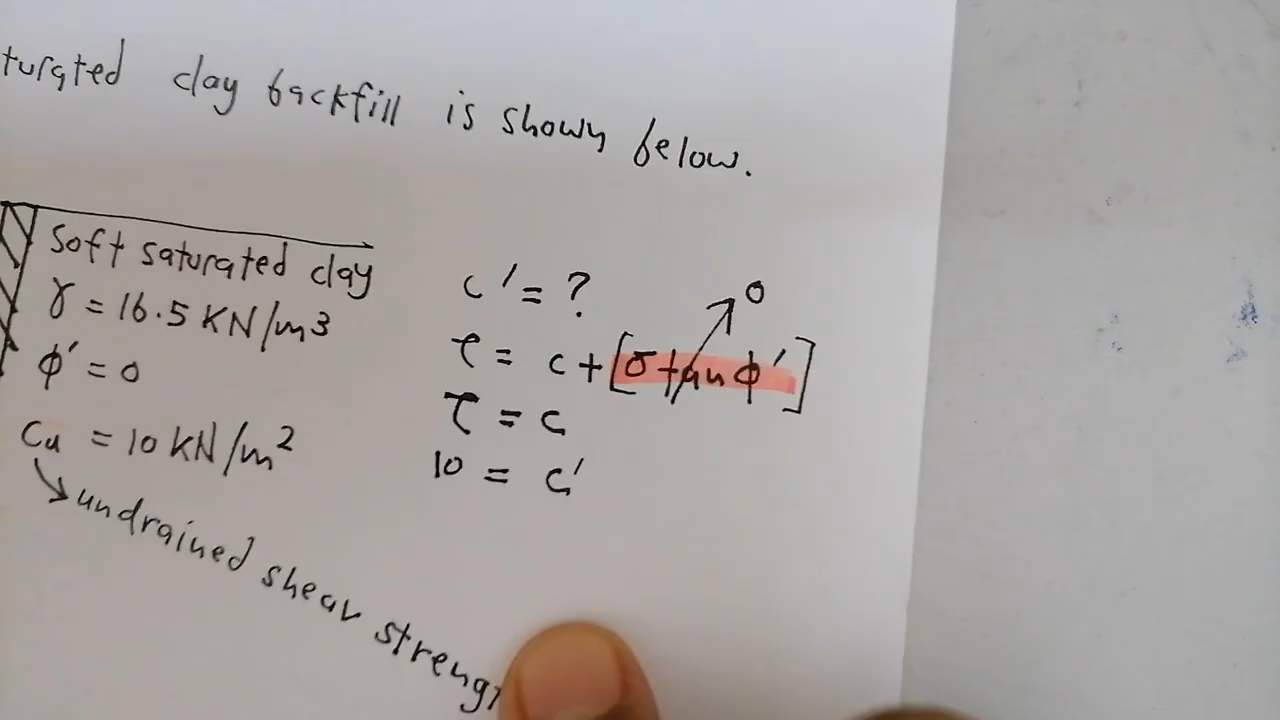 turated clay backfill is shown below.
Soft saturated clay
γ = 16.5 KN/m3
ϕ' = 0
Cu = 10 KN/m2
undrained shear streng
c' = ?
0
τ = c + [σ tan ϕ']
τ = c
10 = c'